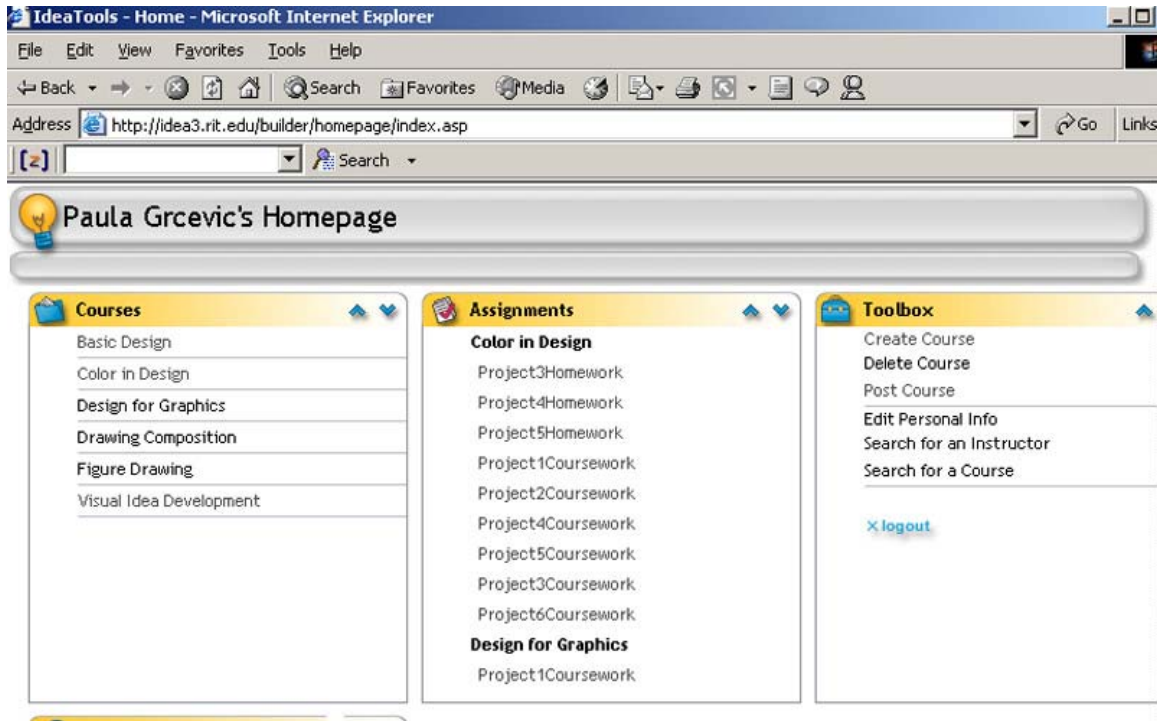 IdeaTools - Home - Microsoft Internet Explorer
File Edit View Favorites Tools Help
Back Search Favorites Media
Address http://idea3.rit.edu/builder/homepage/index.asp Go Links
[z] Search
Paula Grcevic's Homepage
Courses
Basic Design
Color in Design
Design for Graphics
Drawing Composition
Figure Drawing
Visual Idea Development
Assignments
Color in Design
Project3Homework
Project4Homework
Project5Homework
Project1Coursework
Project2Coursework
Project4Coursework
Project5Coursework
Project3Coursework
Project6Coursework
Design for Graphics
Project1Coursework
Toolbox
Create Course
Delete Course
Post Course
Edit Personal Info
Search for an Instructor
Search for a Course
× logout